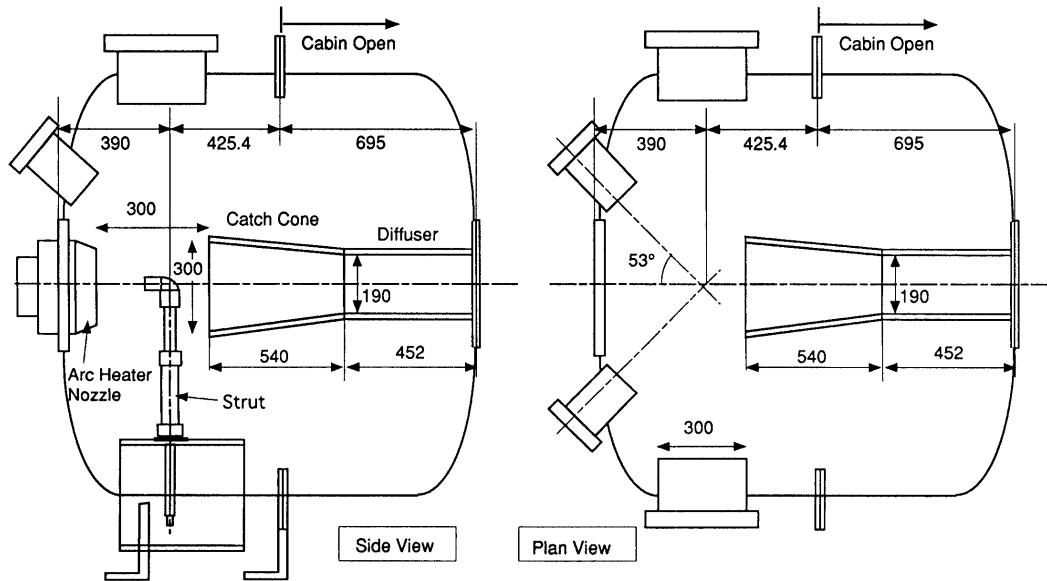 Cabin Open
390
425.4
695
300
Catch Cone
Diffuser
300
190
540
452
Arc Heater
Nozzle
Strut
Side View
Cabin Open
390
425.4
695
53°
190
540
452
300
Plan View